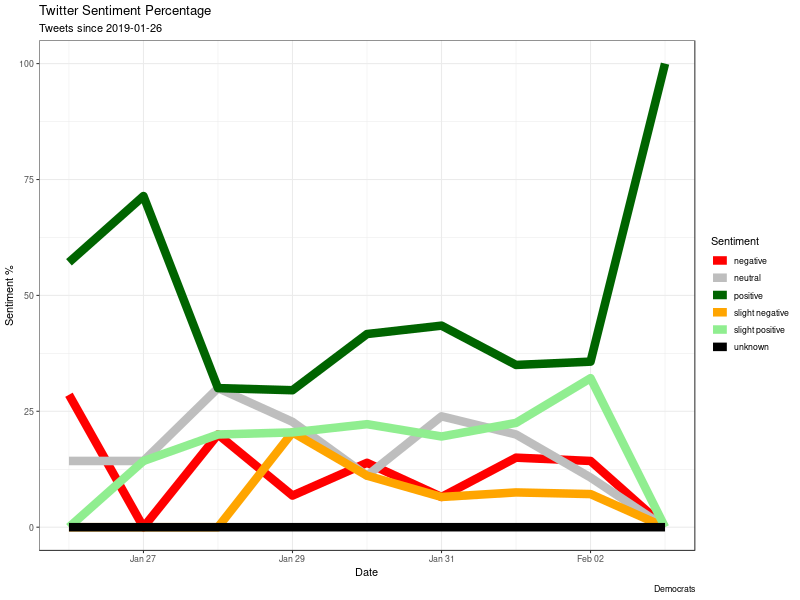 Twitter Sentiment Percentage
Tweets since 2019-01-26
Sentiment %
100
75
50
25
0
Jan 27
Jan 29
Jan 31
Feb 02
Date
Sentiment
negative
neutral
positive
slight negative
slight positive
unknown
Democrats